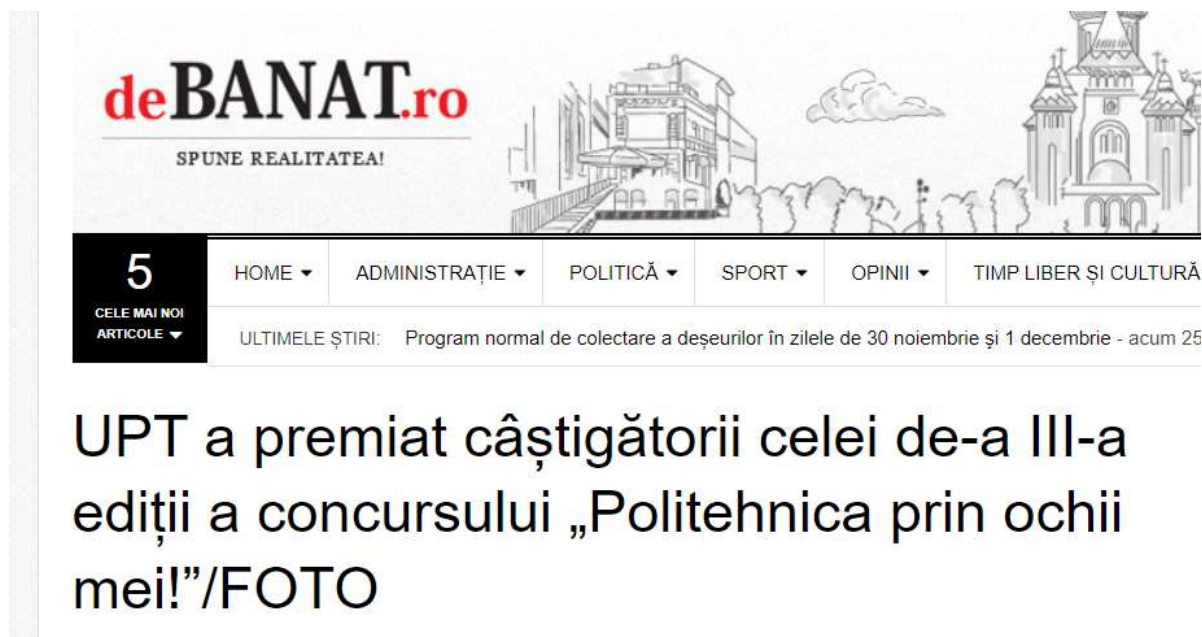 deBANAT.ro
SPUNE REALITATEA!
5
CELE MAI NOI
ARTICOLE
HOME
ADMINISTRAȚIE
POLITICĂ
SPORT
OPINII
TIMP LIBER ȘI CULTURĂ
ULTIMELE ȘTIRI: Program normal de colectare a deșeurilor în zilele de 30 noiembrie și 1 decembrie - acum 25
UPT a premiat câștigătorii celei de-a III-a
ediții a concursului „Politehnica prin ochii
mei!”/FOTO